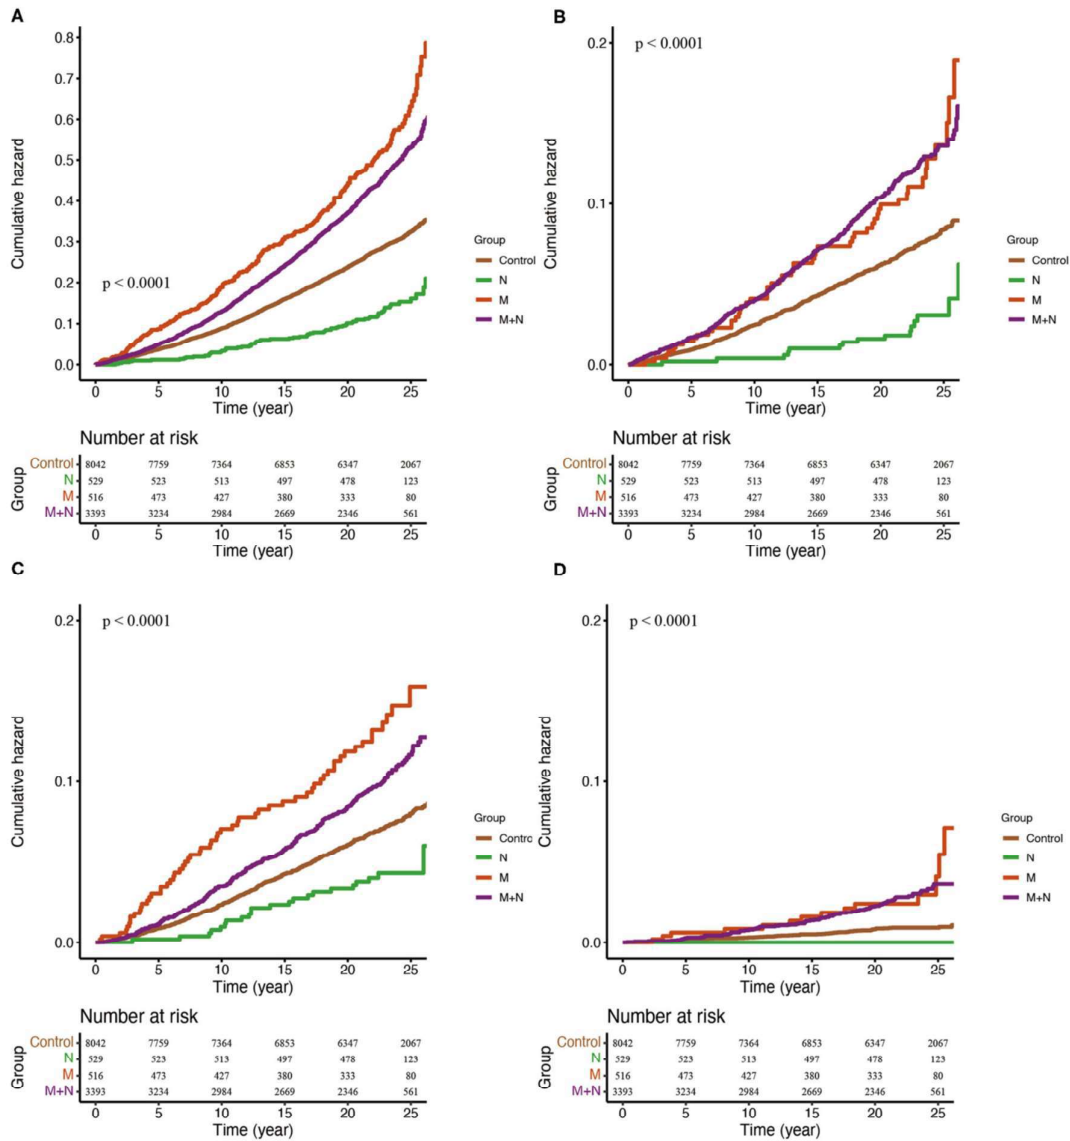 A
0.8
0.7
0.6
0.5
0.4
0.3
0.2
0.1
0.0
Cumulative hazard
p < 0.0001
0 5 10 15 20 25
Time (year)
Group
Control
N
M
M+N
Number at risk
Group
Control 8042 7759 7364 6853 6347 2067
N 529 523 513 497 478 123
M 516 473 427 380 333 80
M+N 3393 3234 2984 2669 2346 561
0 5 10 15 20 25
Time (year)
B
0.2
0.1
0.0
Cumulative hazard
p < 0.0001
0 5 10 15 20 25
Time (year)
Group
Control
N
M
M+N
Number at risk
Group
Control 8042 7759 7364 6853 6347 2067
N 529 523 513 497 478 123
M 516 473 427 380 333 80
M+N 3393 3234 2984 2669 2346 561
0 5 10 15 20 25
Time (year)
C
0.2
0.1
0.0
Cumulative hazard
p < 0.0001
0 5 10 15 20 25
Time (year)
Group
Contrc
N
M
M+N
Number at risk
Group
Control 8042 7759 7364 6853 6347 2067
N 529 523 513 497 478 123
M 516 473 427 380 333 80
M+N 3393 3234 2984 2669 2346 561
0 5 10 15 20 25
Time (year)
D
0.2
0.1
0.0
Cumulative hazard
p < 0.0001
0 5 10 15 20 25
Time (year)
Group
Control
N
M
M+N
Number at risk
Group
Control 8042 7759 7364 6853 6347 2067
N 529 523 513 497 478 123
M 516 473 427 380 333 80
M+N 3393 3234 2984 2669 2346 561
0 5 10 15 20 25
Time (year)